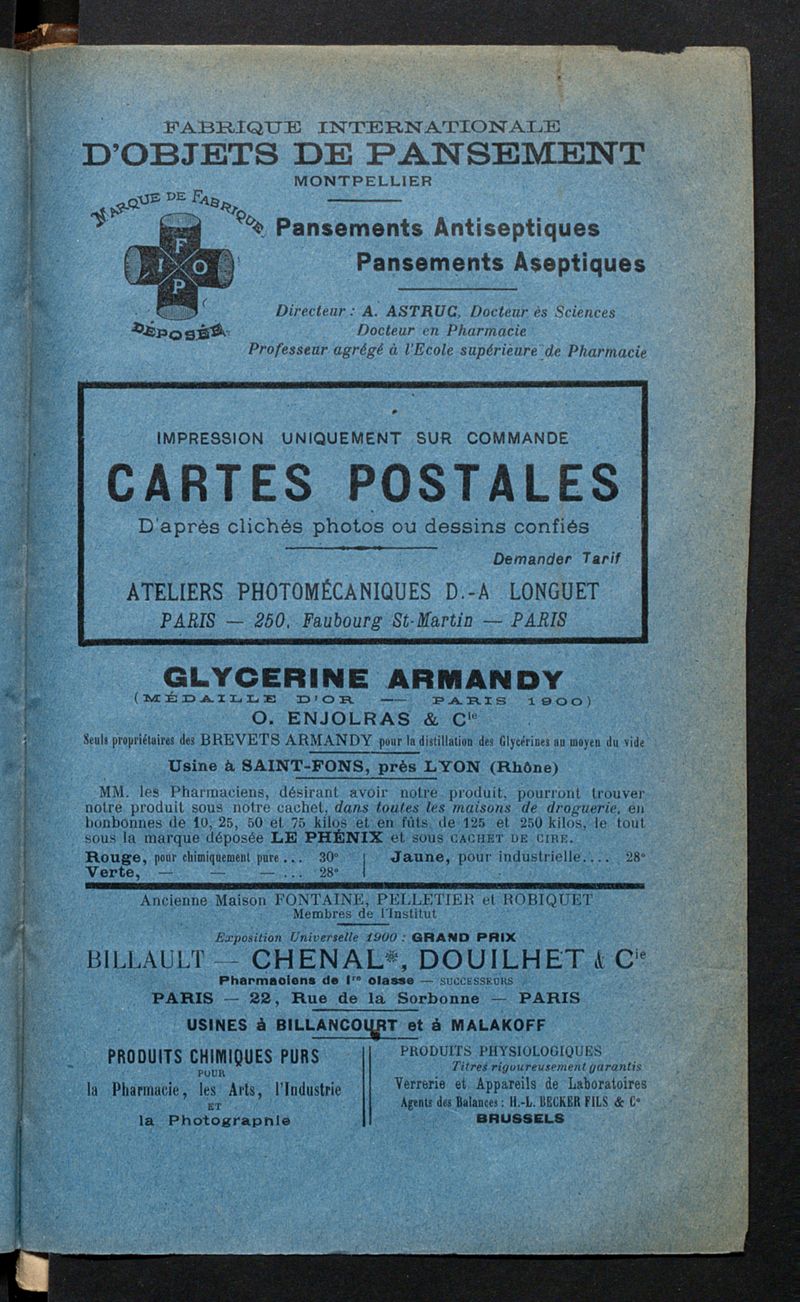 FABRIQUE INTERNATIONALE
D'OBJETS DE PANSEMENT
MONTPELLIER
MARQUE DE FABRIQUE
F
I O
P
DÉPOSÉE
Pansements Antiseptiques
Pansements Aseptiques
Directeur : A. ASTRUC, Docteur ès Sciences
Docteur en Pharmacie
Professeur agrégé à l'Ecole supérieure de Pharmacie
IMPRESSION UNIQUEMENT SUR COMMANDE
CARTES POSTALES
D'après clichés photos ou dessins confiés
Demander Tarif
ATELIERS PHOTOMÉCANIQUES D.-A LONGUET
PARIS — 250, Faubourg St-Martin — PARIS
GLYCERINE ARMANDY
(MÉDAILLE D'OR — PARIS 1900)
O. ENJOLRAS & Cie
Seuls propriétaires des BREVETS ARMANDY pour la distillation des Glycérines au moyen du vide
Usine à SAINT-FONS, près LYON (Rhône)
MM. les Pharmaciens, désirant avoir notre produit, pourront trouver
notre produit sous notre cachet, dans toutes les maisons de droguerie, en
bonbonnes de 10, 25, 50 et 75 kilos et en fûts de 125 et 250 kilos, le tout
sous la marque déposée LE PHÉNIX et sous CACHET DE CIRE.
Rouge, pour chimiquement pure... 30° | Jaune, pour industrielle.... 28°
Verte, — — — ... 28° |
Ancienne Maison FONTAINE, PELLETIER et ROBIQUET
Membres de l'Institut
Exposition Universelle 1900 : GRAND PRIX
BILLAULT — CHENAL*, DOUILHET & Cie
Pharmaciens de 1re classe — SUCCESSEURS
PARIS — 22, Rue de la Sorbonne — PARIS
USINES à BILLANCOURT et à MALAKOFF
PRODUITS CHIMIQUES PURS
POUR
la Pharmacie, les Arts, l'Industrie
ET
la Photographie
PRODUITS PHYSIOLOGIQUES
Titres rigoureusement garantis
Verrerie et Appareils de Laboratoires
Agents des Balances : H.-L. BECKER FILS & Co
BRUSSELS